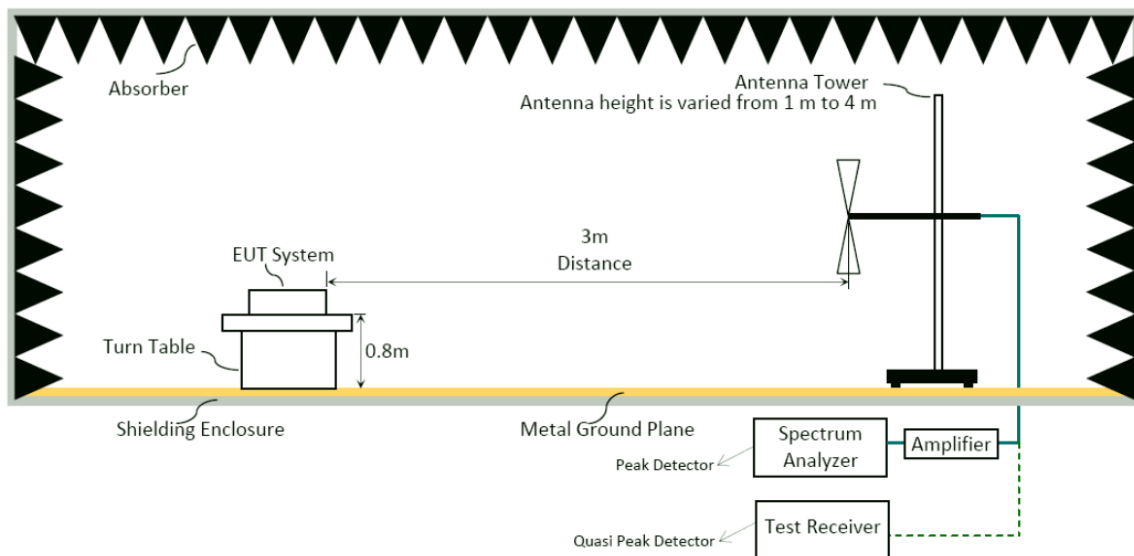 Absorber
Antenna Tower
Antenna height is varied from 1 m to 4 m
3m
Distance
EUT System
Turn Table
0.8m
Shielding Enclosure
Metal Ground Plane
Spectrum
Analyzer
Amplifier
Peak Detector
Test Receiver
Quasi Peak Detector